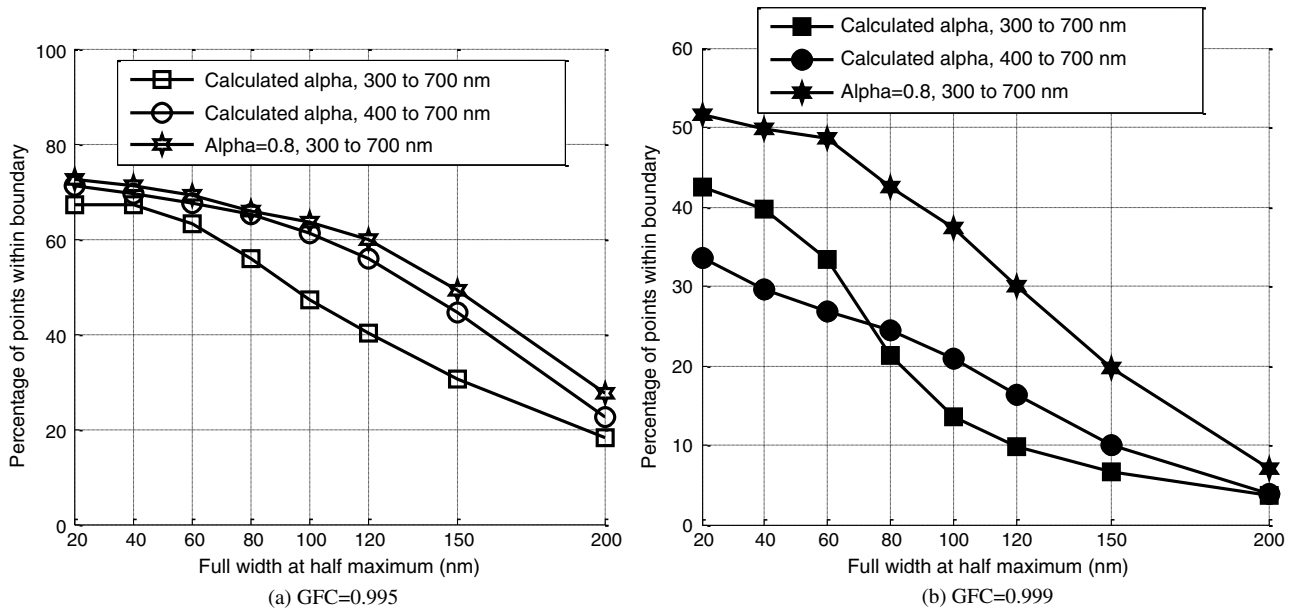 100
80
60
40
20
0
Percentage of points within boundary
Calculated alpha, 300 to 700 nm
Calculated alpha, 400 to 700 nm
Alpha=0.8, 300 to 700 nm
20 40 60 80 100 120 150 200
Full width at half maximum (nm)
(a) GFC=0.995
60
50
40
30
20
10
0
Percentage of points within boundary
Calculated alpha, 300 to 700 nm
Calculated alpha, 400 to 700 nm
Alpha=0.8, 300 to 700 nm
20 40 60 80 100 120 150 200
Full width at half maximum (nm)
(b) GFC=0.999